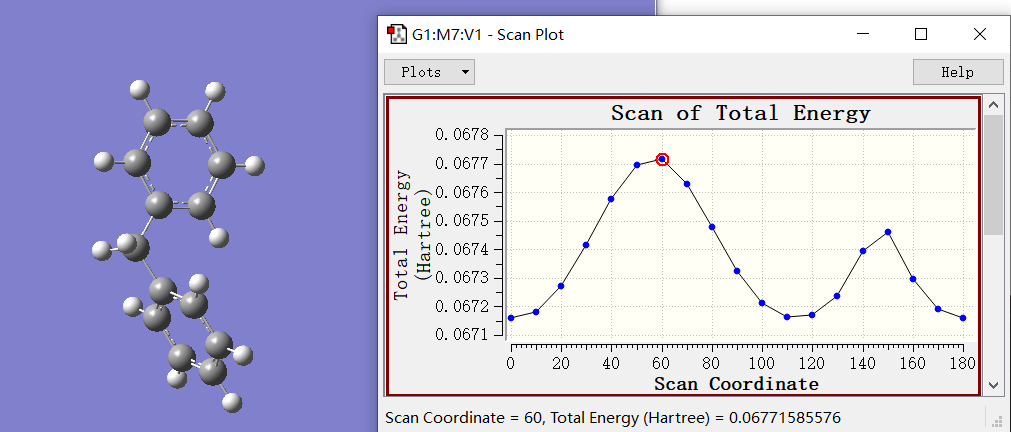 G1:M7:V1 - Scan Plot
Plots
Help
Scan of Total Energy
Total Energy
(Hartree)
0.0678
0.0677
0.0676
0.0675
0.0674
0.0673
0.0672
0.0671
0 20 40 60 80 100 120 140 160 180
Scan Coordinate
Scan Coordinate = 60, Total Energy (Hartree) = 0.06771585576